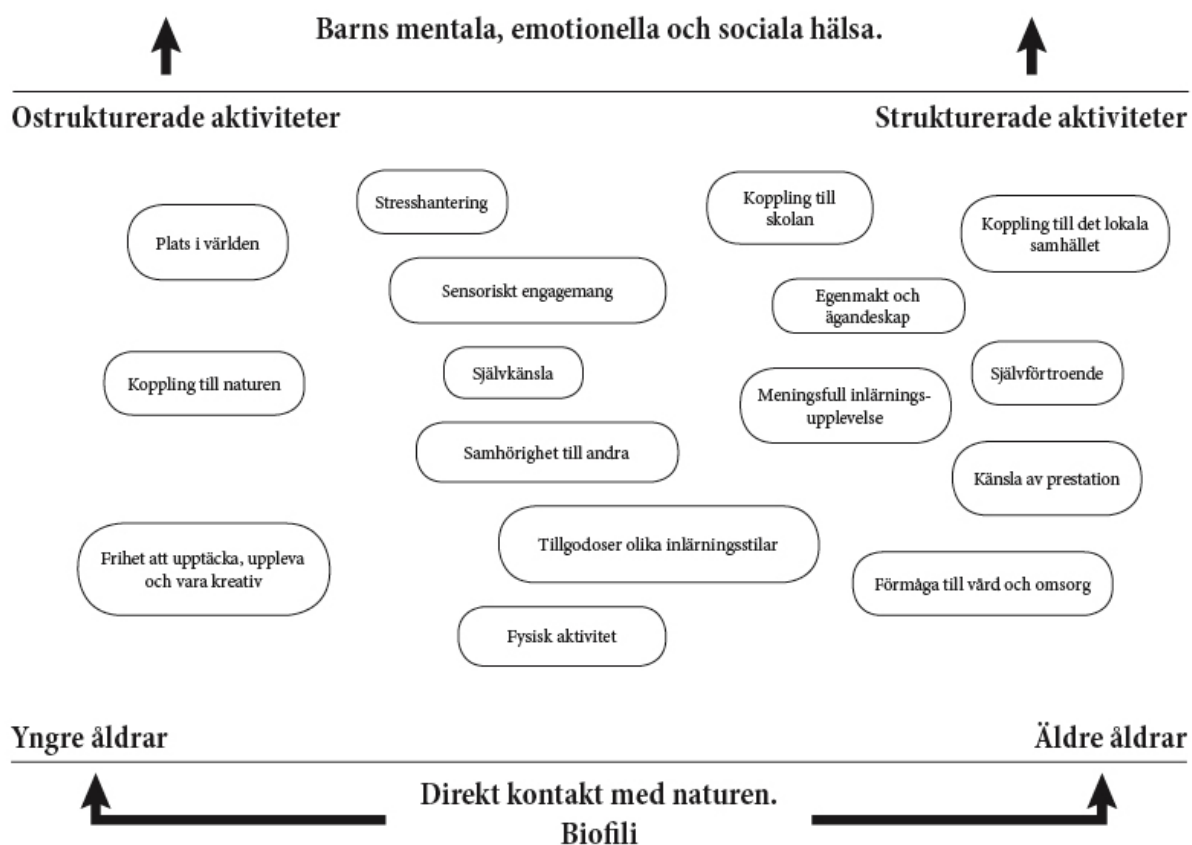 Barns mentala, emotionella och sociala hälsa.
Ostrukturerade aktiviteter
Strukturerade aktiviteter
Stresshantering
Koppling till
skolan
Plats i världen
Koppling till det lokala
samhället
Sensoriskt engagemang
Egenmakt och
ägandeskap
Koppling till naturen
Självkänsla
Självförtroende
Meningsfull inlärnings-
upplevelse
Samhörighet till andra
Känsla av prestation
Frihet att upptäcka, uppleva
och vara kreativ
Tillgodoser olika inlärningsstilar
Förmåga till vård och omsorg
Fysisk aktivitet
Yngre åldrar
Äldre åldrar
Direkt kontakt med naturen.
Biofili